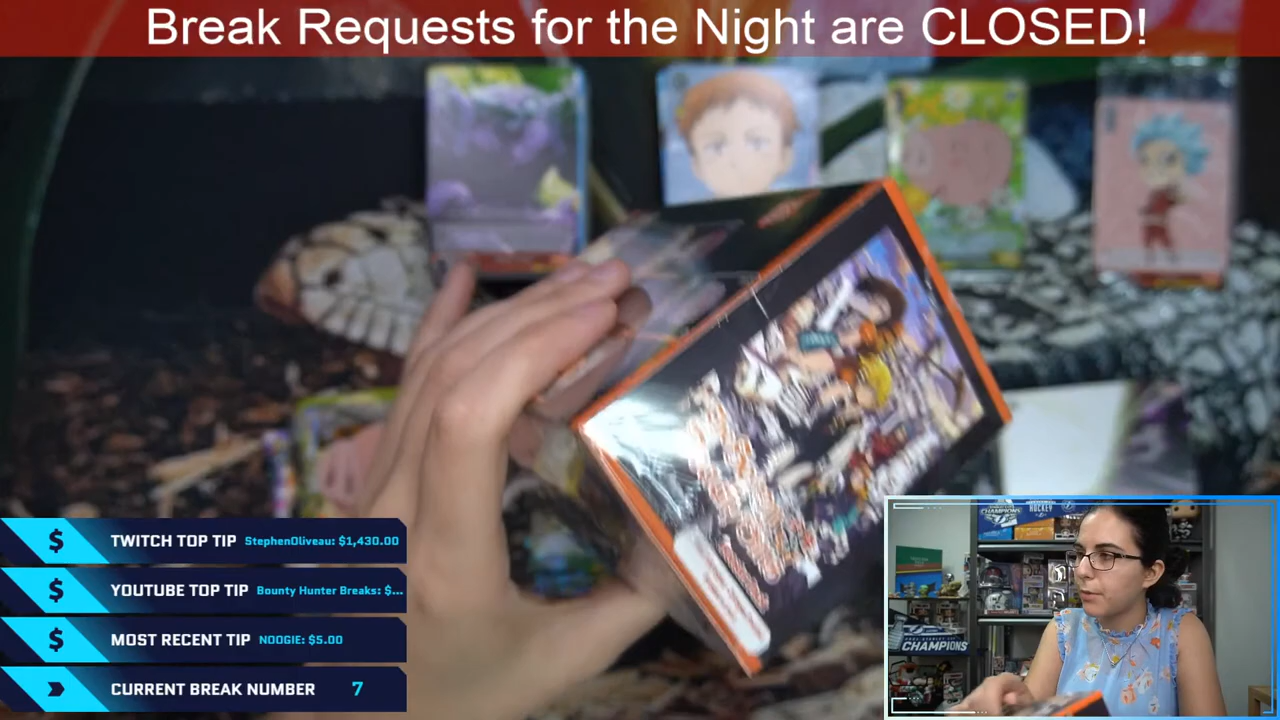 Break Requests for the Night are CLOSED!
TWITCH TOP TIP StephenOliveau: $1,430.00
YOUTUBE TOP TIP Bounty Hunter Breaks: $...
MOST RECENT TIP NOOGIE: $5.00
CURRENT BREAK NUMBER 7
CHAMPIONS
HOCKEY
CHAMPIONS